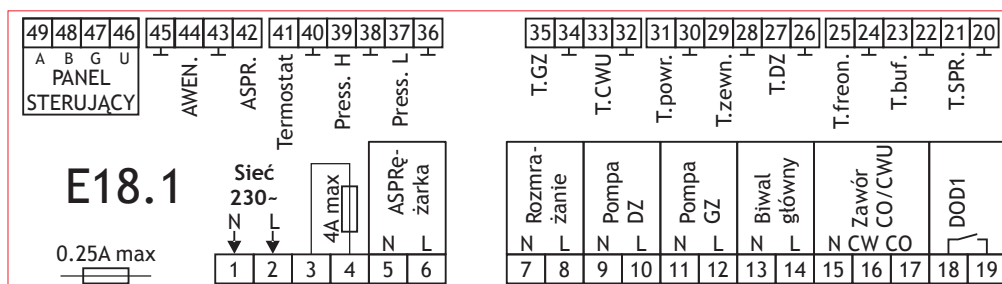 49 48 47 46 45 44 43 42 41 40 39 38 37 36 35 34 33 32 31 30 29 28 27 26 25 24 23 22 21 20
A B G U
PANEL
STERUJĄCY
AWEN.
ASPR.
Termostat
Press. H
Press. L
T.GZ
T.CWU
T.powr.
T.zewn.
T.DZ
T.freon.
T.buf.
T.SPR.
E18.1
0.25A max
Sieć
230~
N L
4A max
ASPRę-
żarka
N L
Rozmra-
żanie
N L
Pompa
DZ
N L
Pompa
GZ
N L
Biwal
główny
N L
Zawór
CO/CWU
N CW CO
DOD1
1 2 3 4 5 6 7 8 9 10 11 12 13 14 15 16 17 18 19